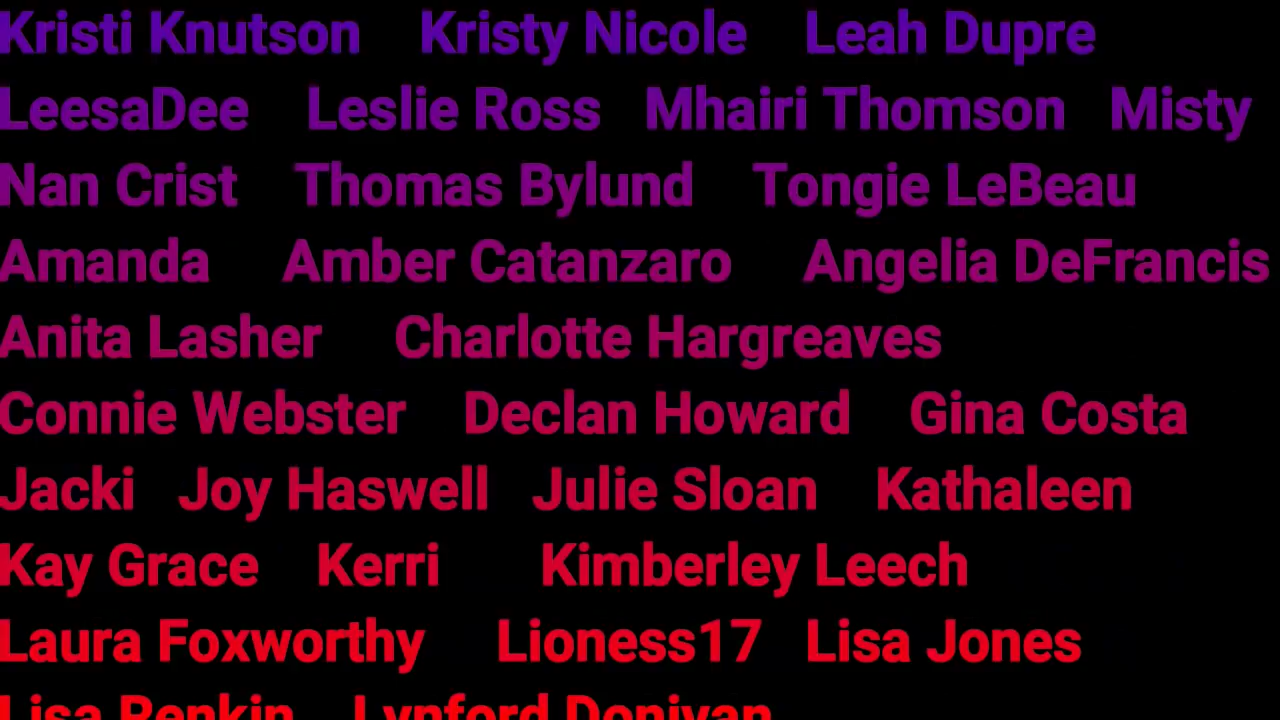 Kristi Knutson Kristy Nicole Leah Dupre
LeesaDee Leslie Ross Mhairi Thomson Misty
Nan Crist Thomas Bylund Tongie LeBeau
Amanda Amber Catanzaro Angelia DeFrancis
Anita Lasher Charlotte Hargreaves
Connie Webster Declan Howard Gina Costa
Jacki Joy Haswell Julie Sloan Kathaleen
Kay Grace Kerri Kimberley Leech
Laura Foxworthy Lioness17 Lisa Jones
Lisa Lynford